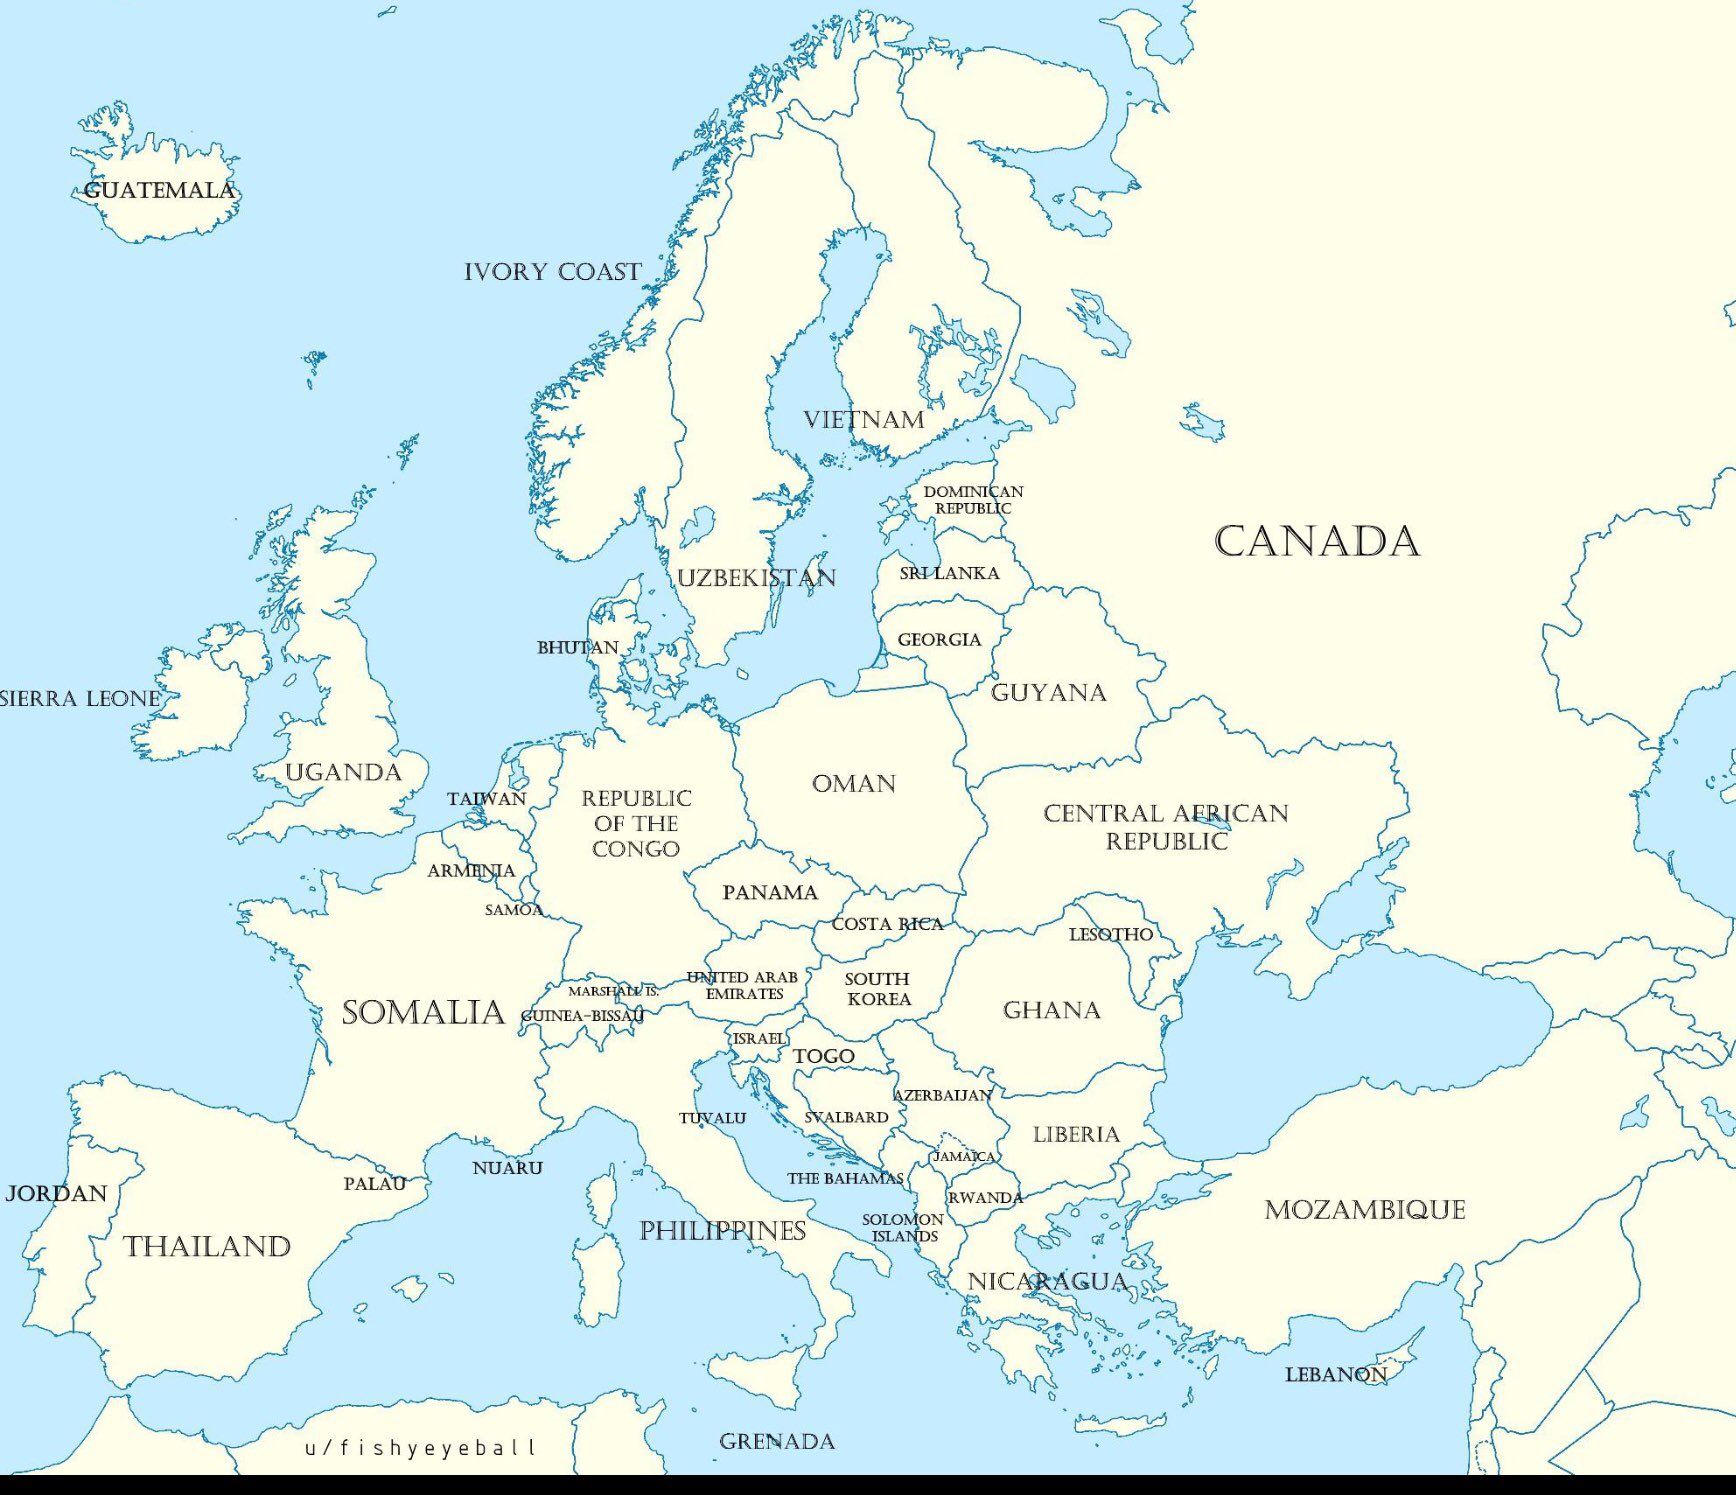 GUATEMALA
IVORY COAST
VIETNAM
DOMINICAN
REPUBLIC
CANADA
SRI LANKA
UZBEKISTAN
GEORGIA
BHUTAN
GUYANA
SIERRA LEONE
UGANDA
TAIWAN
REPUBLIC
OF THE
CONGO
OMAN
CENTRAL AFRICAN
REPUBLIC
ARMENIA
PANAMA
SAMOA
COSTA RICA
LESOTHO
UNITED ARAB
EMIRATES
SOUTH
KOREA
MARSHALL IS.
SOMALIA
GUINEA-BISSAU
GHANA
ISRAEL
TOGO
AZERBAIJAN
TUVALU
SVALBARD
LIBERIA
JAMAICA
NUARU
THE BAHAMAS
PALAU
JORDAN
RWANDA
MOZAMBIQUE
SOLOMON
ISLANDS
PHILIPPINES
THAILAND
NICARAGUA
LEBANON
GRENADA
u/fishyeyeball